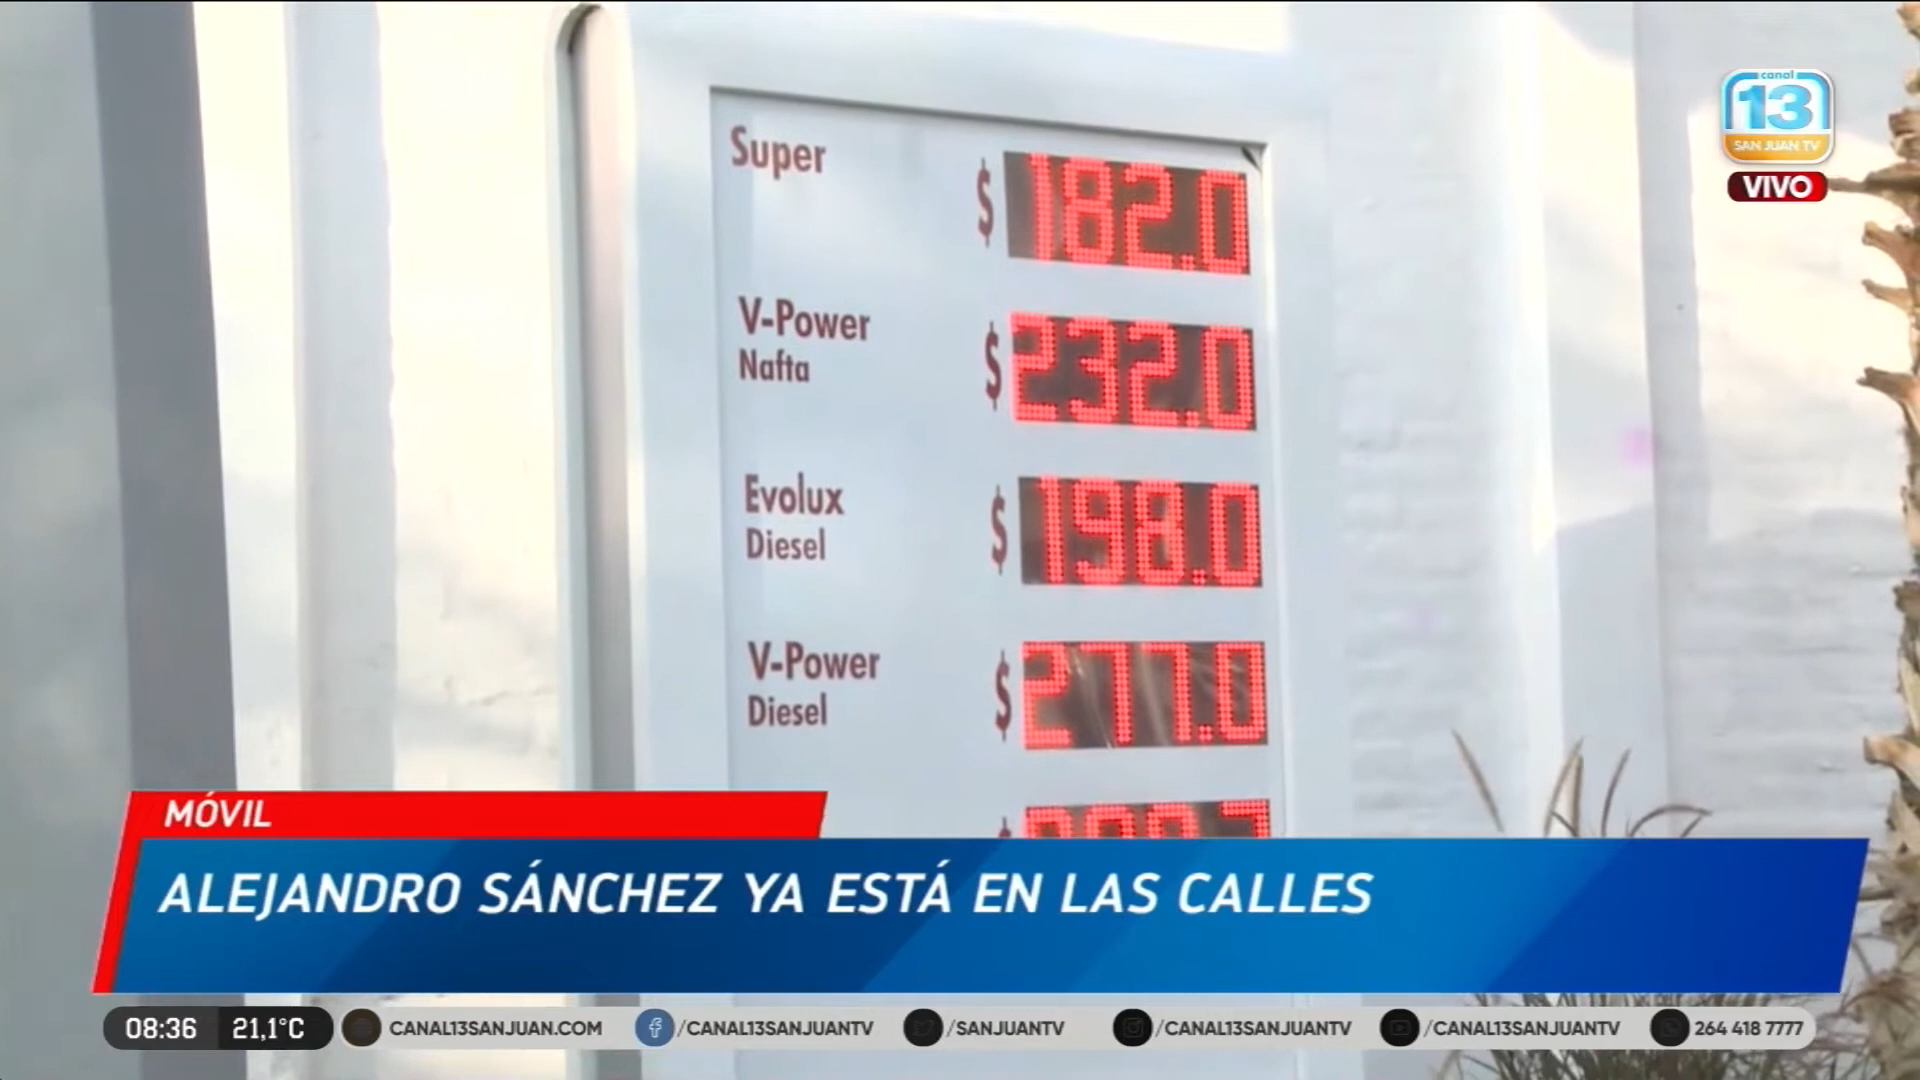 canal
13
SAN JUAN TV
VIVO
Super
$ 182.0
V-Power
Nafta
$ 232.0
Evolux
Diesel
$ 198.0
V-Power
Diesel
$ 277.0
$
MÓVIL
ALEJANDRO SÁNCHEZ YA ESTÁ EN LAS CALLES
08:36 21,1°C CANAL13SANJUAN.COM /CANAL13SANJUANTV /SANJUANTV /CANAL13SANJUANTV /CANAL13SANJUANTV 264 418 7777